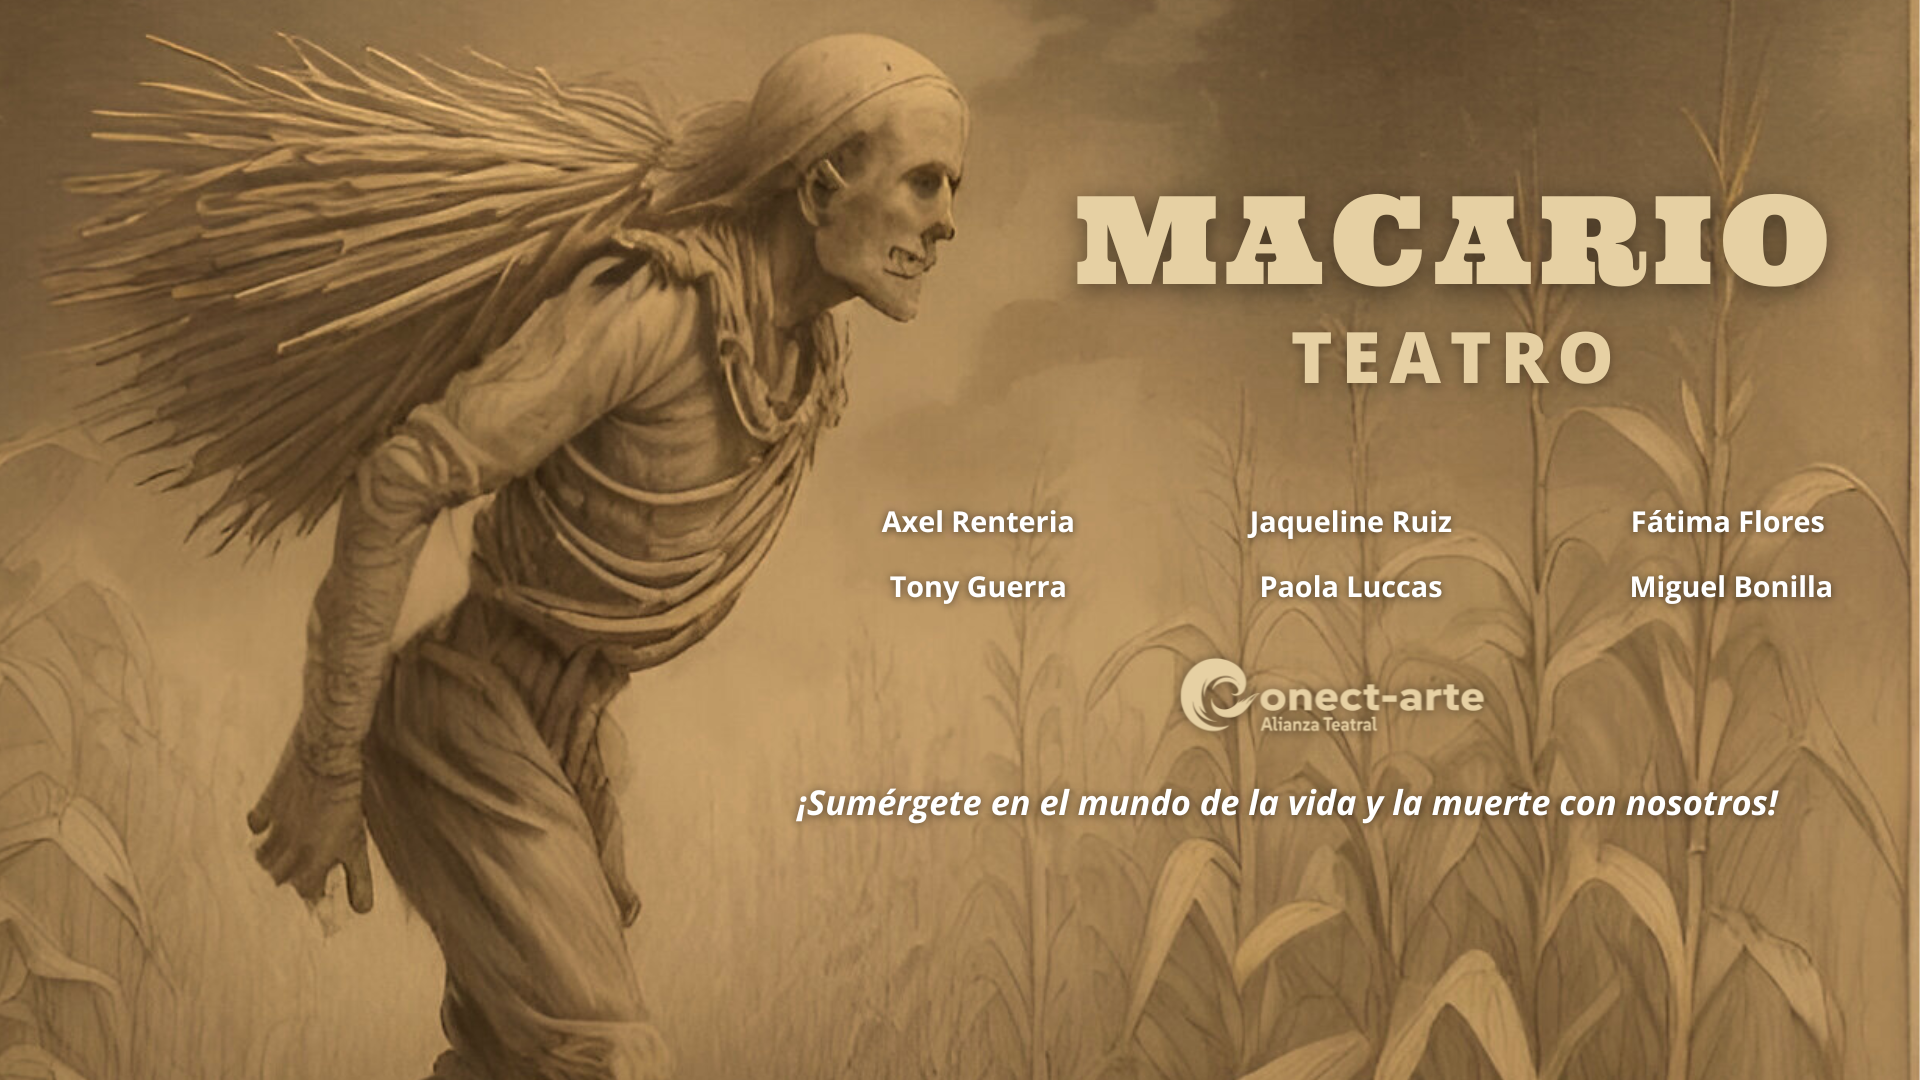 MACARIO
TEATRO
Axel Renteria Jaqueline Ruiz Fátima Flores
Tony Guerra Paola Luccas Miguel Bonilla
Conect-arte
Alianza Teatral
¡Sumérgete en el mundo de la vida y la muerte con nosotros!